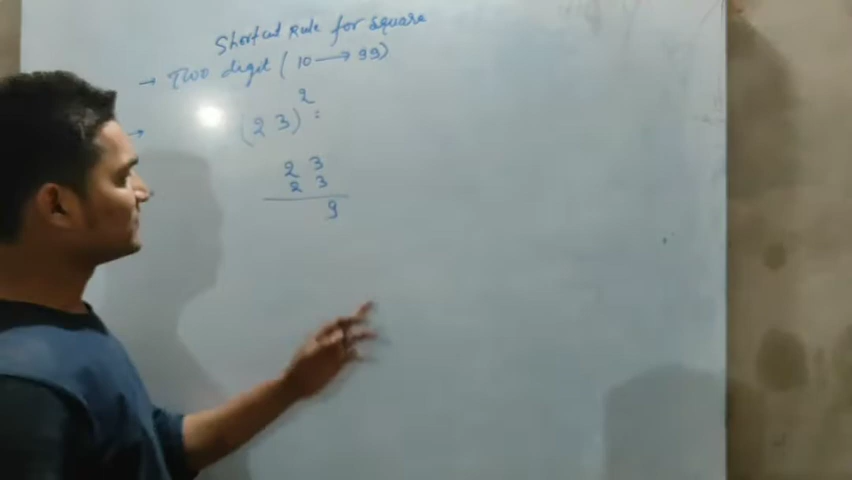 Shortcut Rule for square
→ Two digit ( 10 → 99)
→ (23)² :
2 3
2 3
9